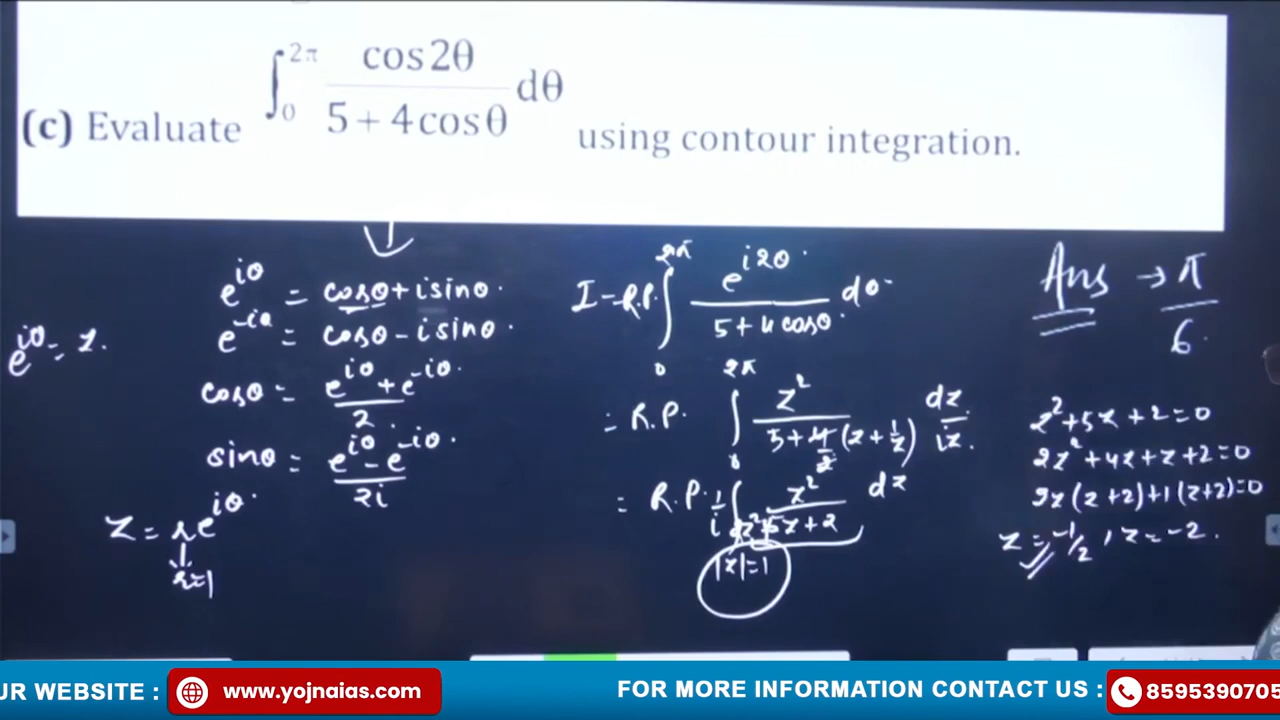 (c) Evaluate ∫₀^2π cos2θ / (5+4cosθ) dθ using contour integration.
e^iθ = cosθ + isinθ.
e^-iθ = cosθ - isinθ.
e^iθ = z.
cosθ = (e^iθ + e^-iθ) / 2.
sinθ = (e^iθ - e^-iθ) / 2i
z = re^iθ.
r=1
I = R.P. ∫₀^2π e^i2θ / (5+4cosθ) dθ
= R.P. ∫₀^2π z² / (5+4/2(z+1/z)) dz/iz.
= R.P. 1/i ∫ z² / (2z²+5z+2) dz
|z|=1
Ans → π/6.
z²+5z+2=0
2z²+4z+z+2=0
2z(z+2)+1(z+2)=0
z=-1/2, z=-2.
UR WEBSITE : www.yojnaias.com
FOR MORE INFORMATION CONTACT US : 8595390705